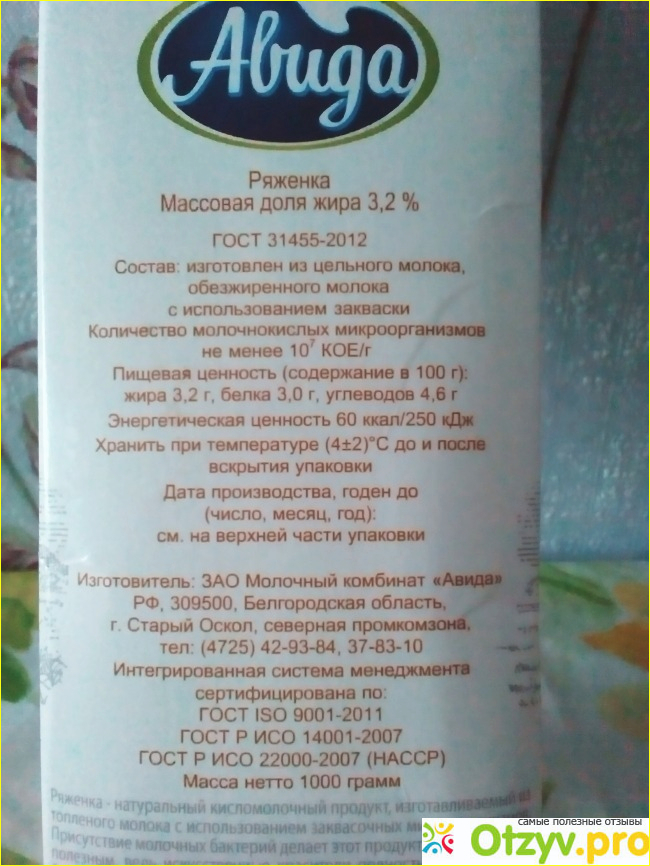 Авида
Ряженка
Массовая доля жира 3,2 %
ГОСТ 31455-2012
Состав: изготовлен из цельного молока,
обезжиренного молока
с использованием закваски
Количество молочнокислых микроорганизмов
не менее 10⁷ КОЕ/г
Пищевая ценность (содержание в 100 г):
жира 3,2 г, белка 3,0 г, углеводов 4,6 г
Энергетическая ценность 60 ккал/250 кДж
Хранить при температуре (4±2)°С до и после
вскрытия упаковки
Дата производства, годен до
(число, месяц, год):
см. на верхней части упаковки
Изготовитель: ЗАО Молочный комбинат «Авида»
РФ, 309500, Белгородская область,
г. Старый Оскол, северная промкомзона,
тел: (4725) 42-93-84, 37-83-10
Интегрированная система менеджмента
сертифицирована по:
ГОСТ ISO 9001-2011
ГОСТ Р ИСО 14001-2007
ГОСТ Р ИСО 22000-2007 (НАССР)
Масса нетто 1000 грамм
Ряженка - натуральный кисломолочный продукт, изготавливаемый из
топленого молока с использованием заквасочных
Присутствие молочных бактерий делает этот продукт
полезным, ведь
самые полезные отзывы
Otzyv.pro